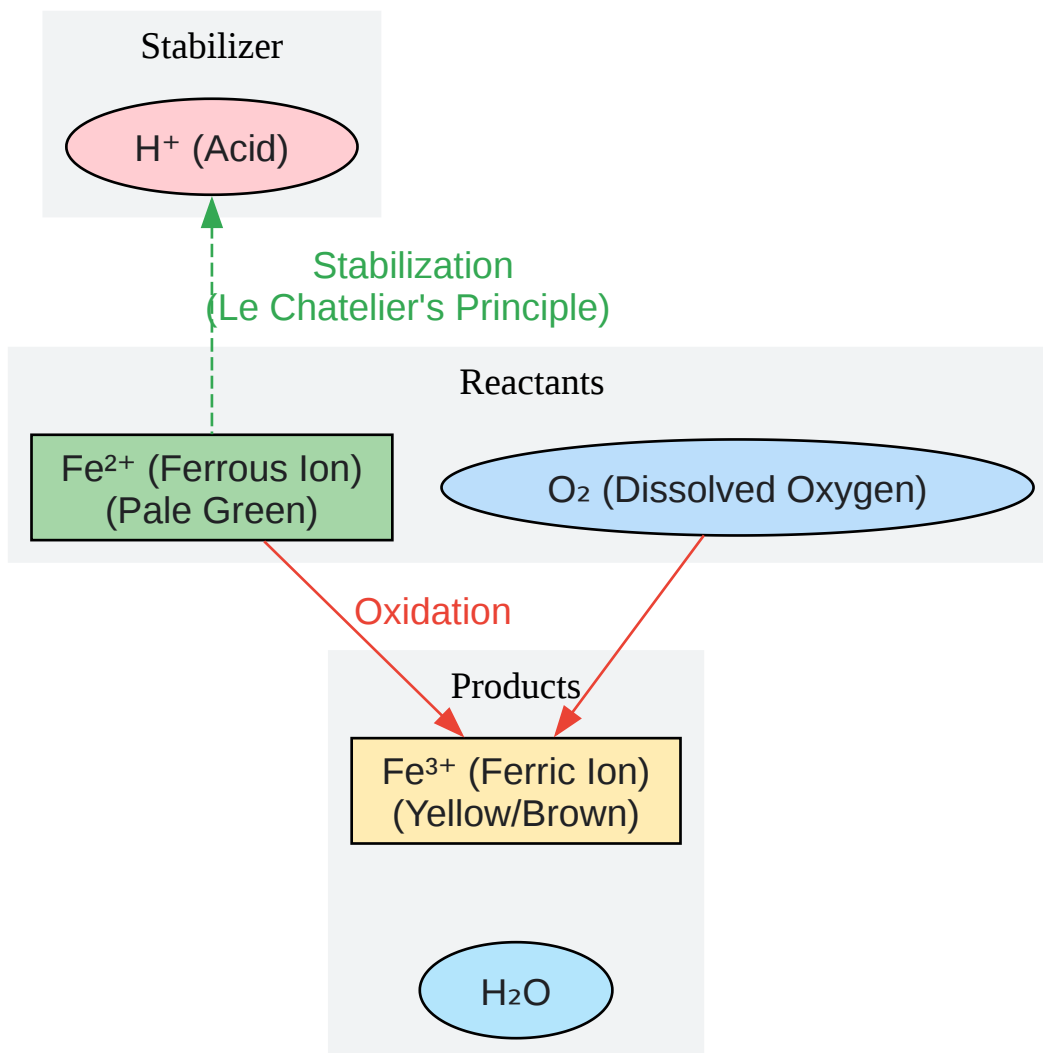 Stabilizer
H⁺ (Acid)
Stabilization
(Le Chatelier's Principle)
Reactants
Fe²⁺ (Ferrous Ion)
(Pale Green)
O₂ (Dissolved Oxygen)
Oxidation
Products
Fe³⁺ (Ferric Ion)
(Yellow/Brown)
H₂O